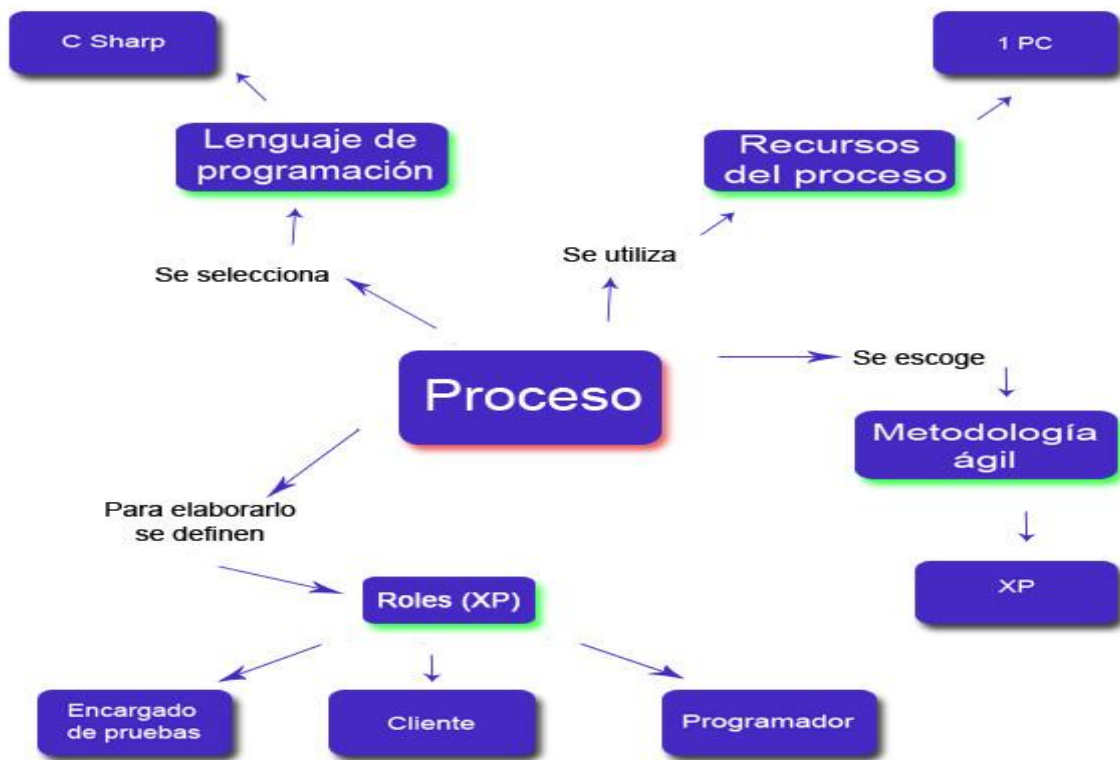 C Sharp
1 PC
Lenguaje de
programación
Recursos
del proceso
Se selecciona
Se utiliza
Proceso
Se escoge
Metodología
ágil
Para elaborarlo
se definen
XP
Roles (XP)
Encargado
de pruebas
Cliente
Programador